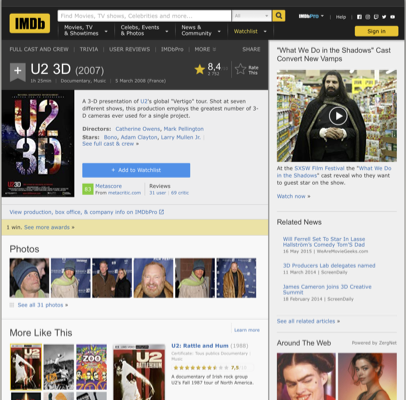 IMDb
Find Movies, TV shows, Celebrities and more...
All
IMDbPro
Help
Movies, TV
& Showtimes
Celebs, Events
& Photos
News &
Community
Watchlist
Sign in
FULL CAST AND CREW
TRIVIA
USER REVIEWS
IMDbPro
MORE
SHARE
U2 3D (2007)
1h 25min | Documentary, Music | 5 March 2008 (France)
8,4
2 753
Rate
This
U2
3D
U23D
A 3-D presentation of U2's global "Vertigo" tour. Shot at seven
different shows, this production employs the greatest number of 3-
D cameras ever used for a single project.
Directors: Catherine Owens, Mark Pellington
Stars: Bono, Adam Clayton, Larry Mullen Jr.
See full cast & crew »
+ Add to Watchlist
83
Metascore
From metacritic.com
Reviews
31 user | 69 critic
View production, box office, & company info on IMDbPro
1 win. See more awards »
Photos
See all 31 photos »
More Like This
Learn more
U2
ZOO
U2
U2: Rattle and Hum (1988)
7,5
A documentary of Irish rock group
U2's Fall 1987 tour of North America.
"What We Do in the Shadows" Cast
Convert New Vamps
At the SXSW Film Festival the "What We
Do in the Shadows" cast reveal who they
want to guest star on the show.
Watch now »
Related News
Will Ferrell Set To Star In Lasse
Hallström's Comedy Tom'S Dad
16 May 2015 | WeAreMovieGeeks.com
3D Producers Lab delegates named
11 March 2014 | ScreenDaily
James Cameron joins 3D Creative
Summit
18 February 2014 | ScreenDaily
See all related articles »
Around The Web
Powered by ZergNet